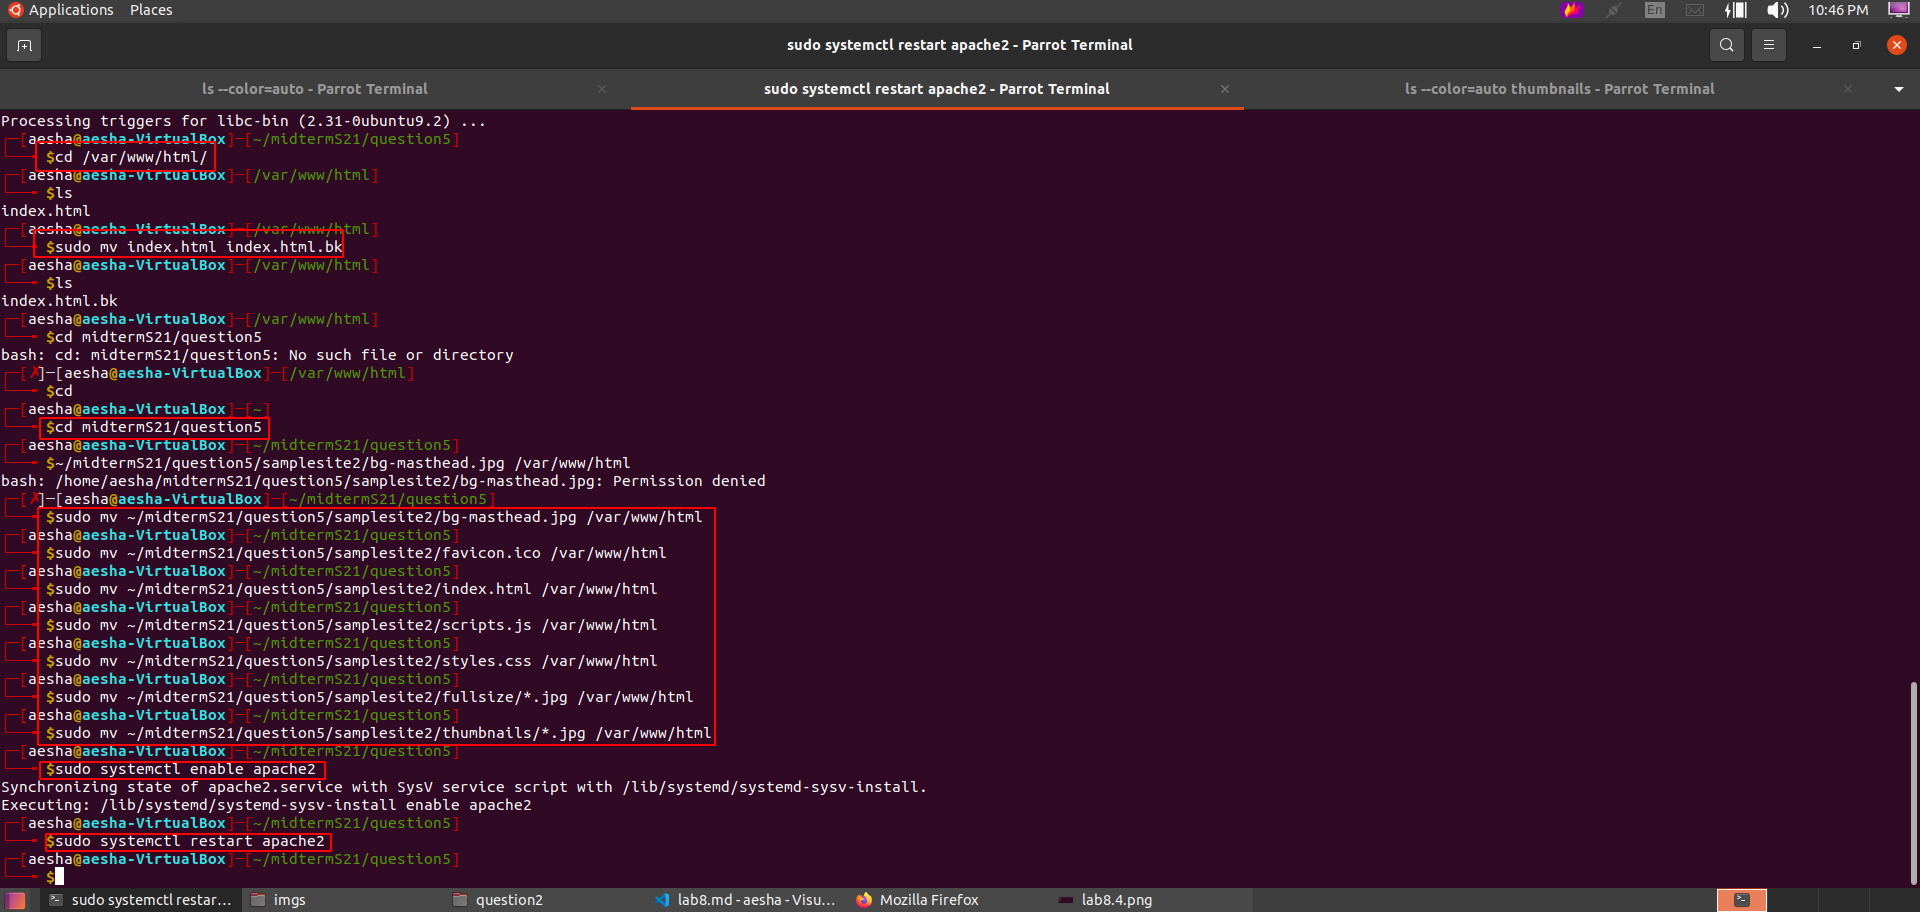 Applications Places En 10:46 PM
sudo systemctl restart apache2 - Parrot Terminal
ls --color=auto - Parrot Terminal
sudo systemctl restart apache2 - Parrot Terminal
ls --color=auto thumbnails - Parrot Terminal
Processing triggers for libc-bin (2.31-0ubuntu9.2) ...
┌─[aesha@aesha-VirtualBox]─[~/midtermS21/question5]
└──╼ $cd /var/www/html/
┌─[aesha@aesha-VirtualBox]─[/var/www/html]
└──╼ $ls
index.html
┌─[aesha@aesha-VirtualBox]─[/var/www/html]
└──╼ $sudo mv index.html index.html.bk
┌─[aesha@aesha-VirtualBox]─[/var/www/html]
└──╼ $ls
index.html.bk
┌─[aesha@aesha-VirtualBox]─[/var/www/html]
└──╼ $cd midtermS21/question5
bash: cd: midtermS21/question5: No such file or directory
┌─[✗]─[aesha@aesha-VirtualBox]─[/var/www/html]
└──╼ $cd
┌─[aesha@aesha-VirtualBox]─[~]
└──╼ $cd midtermS21/question5
┌─[aesha@aesha-VirtualBox]─[~/midtermS21/question5]
└──╼ $~/midtermS21/question5/samplesite2/bg-masthead.jpg /var/www/html
bash: /home/aesha/midtermS21/question5/samplesite2/bg-masthead.jpg: Permission denied
┌─[✗]─[aesha@aesha-VirtualBox]─[~/midtermS21/question5]
└──╼ $sudo mv ~/midtermS21/question5/samplesite2/bg-masthead.jpg /var/www/html
┌─[aesha@aesha-VirtualBox]─[~/midtermS21/question5]
└──╼ $sudo mv ~/midtermS21/question5/samplesite2/favicon.ico /var/www/html
┌─[aesha@aesha-VirtualBox]─[~/midtermS21/question5]
└──╼ $sudo mv ~/midtermS21/question5/samplesite2/index.html /var/www/html
┌─[aesha@aesha-VirtualBox]─[~/midtermS21/question5]
└──╼ $sudo mv ~/midtermS21/question5/samplesite2/scripts.js /var/www/html
┌─[aesha@aesha-VirtualBox]─[~/midtermS21/question5]
└──╼ $sudo mv ~/midtermS21/question5/samplesite2/styles.css /var/www/html
┌─[aesha@aesha-VirtualBox]─[~/midtermS21/question5]
└──╼ $sudo mv ~/midtermS21/question5/samplesite2/fullsize/*.jpg /var/www/html
┌─[aesha@aesha-VirtualBox]─[~/midtermS21/question5]
└──╼ $sudo mv ~/midtermS21/question5/samplesite2/thumbnails/*.jpg /var/www/html
┌─[aesha@aesha-VirtualBox]─[~/midtermS21/question5]
└──╼ $sudo systemctl enable apache2
Synchronizing state of apache2.service with SysV service script with /lib/systemd/systemd-sysv-install.
Executing: /lib/systemd/systemd-sysv-install enable apache2
┌─[aesha@aesha-VirtualBox]─[~/midtermS21/question5]
└──╼ $sudo systemctl restart apache2
┌─[aesha@aesha-VirtualBox]─[~/midtermS21/question5]
└──╼ $
sudo systemctl restar... imgs question2 lab8.md - aesha - Visu... Mozilla Firefox lab8.4.png